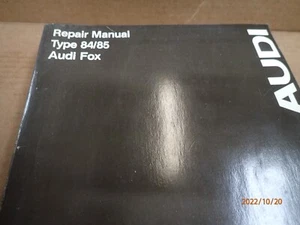 Repair Manual
Type 84/85
Audi Fox
AUDI
2022/10/20